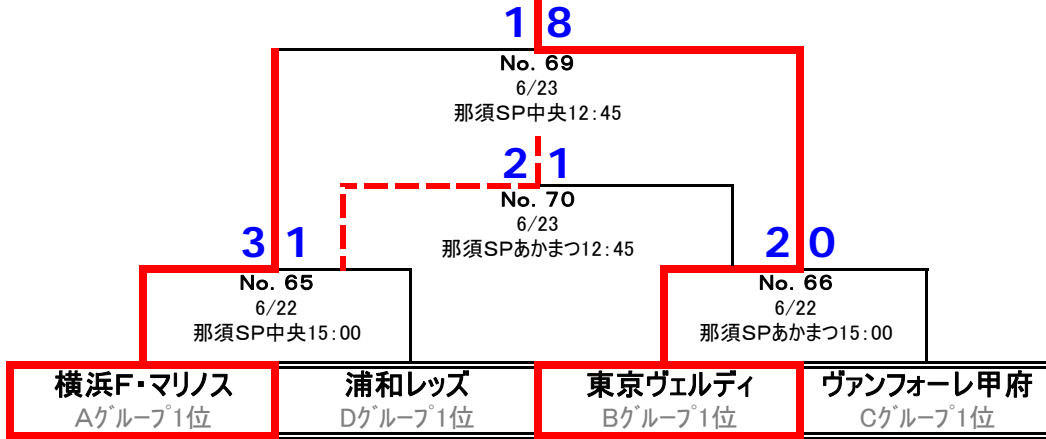 1 8
No. 69
6/23
那須SP中央12:45
2 1
No. 70
6/23
那須SPあかまつ12:45
3 1
No. 65
6/22
那須SP中央15:00
2 0
No. 66
6/22
那須SPあかまつ15:00
横浜F・マリノス
Aグループ1位
浦和レッズ
Dグループ1位
東京ヴェルディ
Bグループ1位
ヴァンフォーレ甲府
Cグループ1位